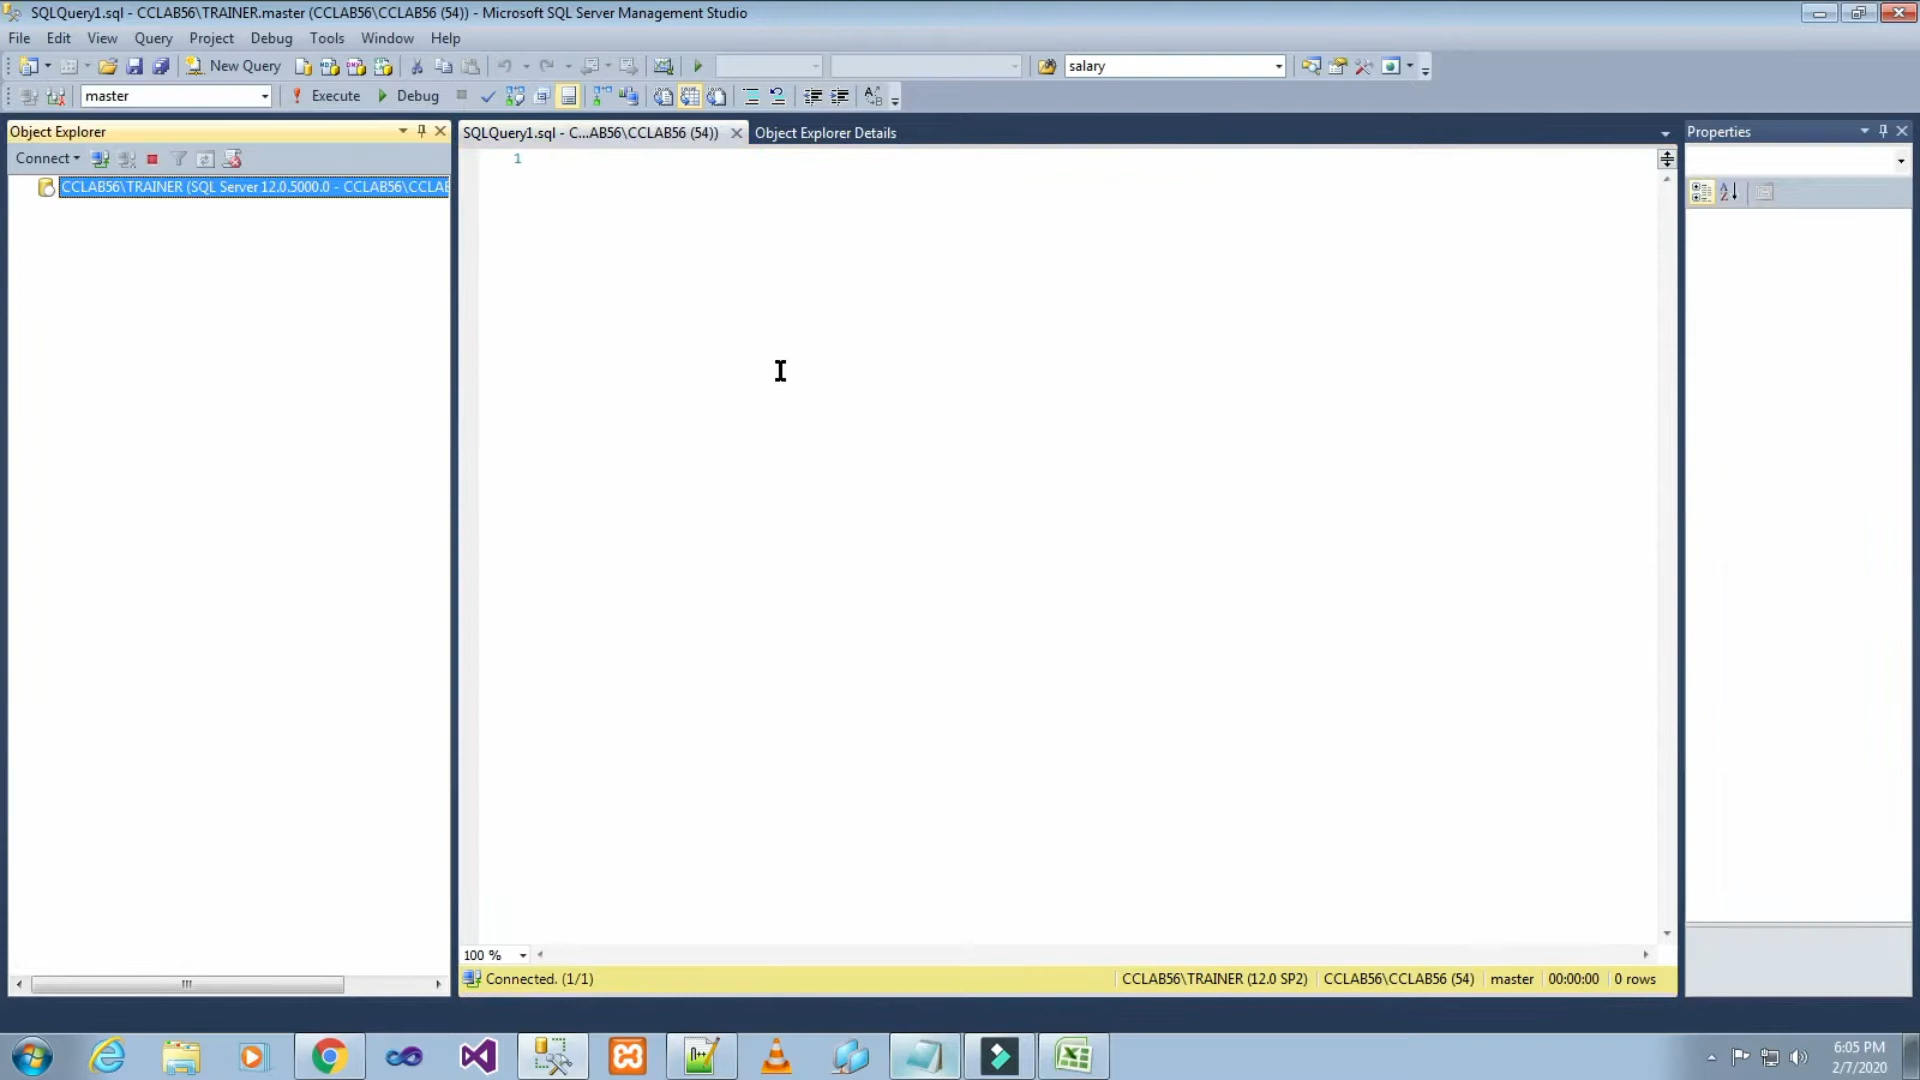 SQLQuery1.sql - CCLAB56\TRAINER.master (CCLAB56\CCLAB56 (54)) - Microsoft SQL Server Management Studio
File Edit View Query Project Debug Tools Window Help
New Query salary
master Execute Debug
Object Explorer
SQLQuery1.sql - C...AB56\CCLAB56 (54)) Object Explorer Details
Properties
Connect
1
CCLAB56\TRAINER (SQL Server 12.0.5000.0 - CCLAB56\CCLAB
100 %
Connected. (1/1) CCLAB56\TRAINER (12.0 SP2) CCLAB56\CCLAB56 (54) master 00:00:00 0 rows
6:05 PM
2/7/2020